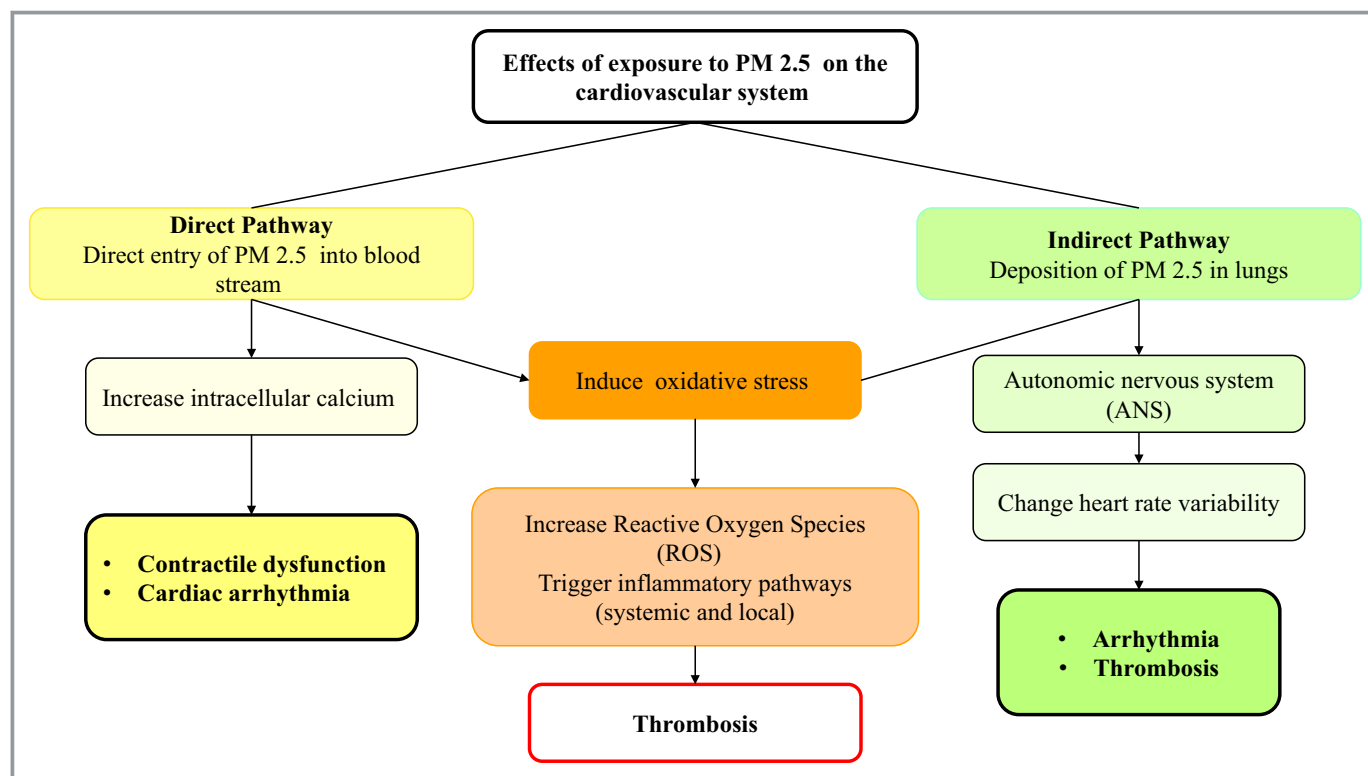 Effects of exposure to PM 2.5 on the
cardiovascular system
Direct Pathway
Direct entry of PM 2.5 into blood
stream
Indirect Pathway
Deposition of PM 2.5 in lungs
Increase intracellular calcium
Induce oxidative stress
Autonomic nervous system
(ANS)
Change heart rate variability
• Contractile dysfunction
• Cardiac arrhythmia
Increase Reactive Oxygen Species
(ROS)
Trigger inflammatory pathways
(systemic and local)
• Arrhythmia
• Thrombosis
Thrombosis